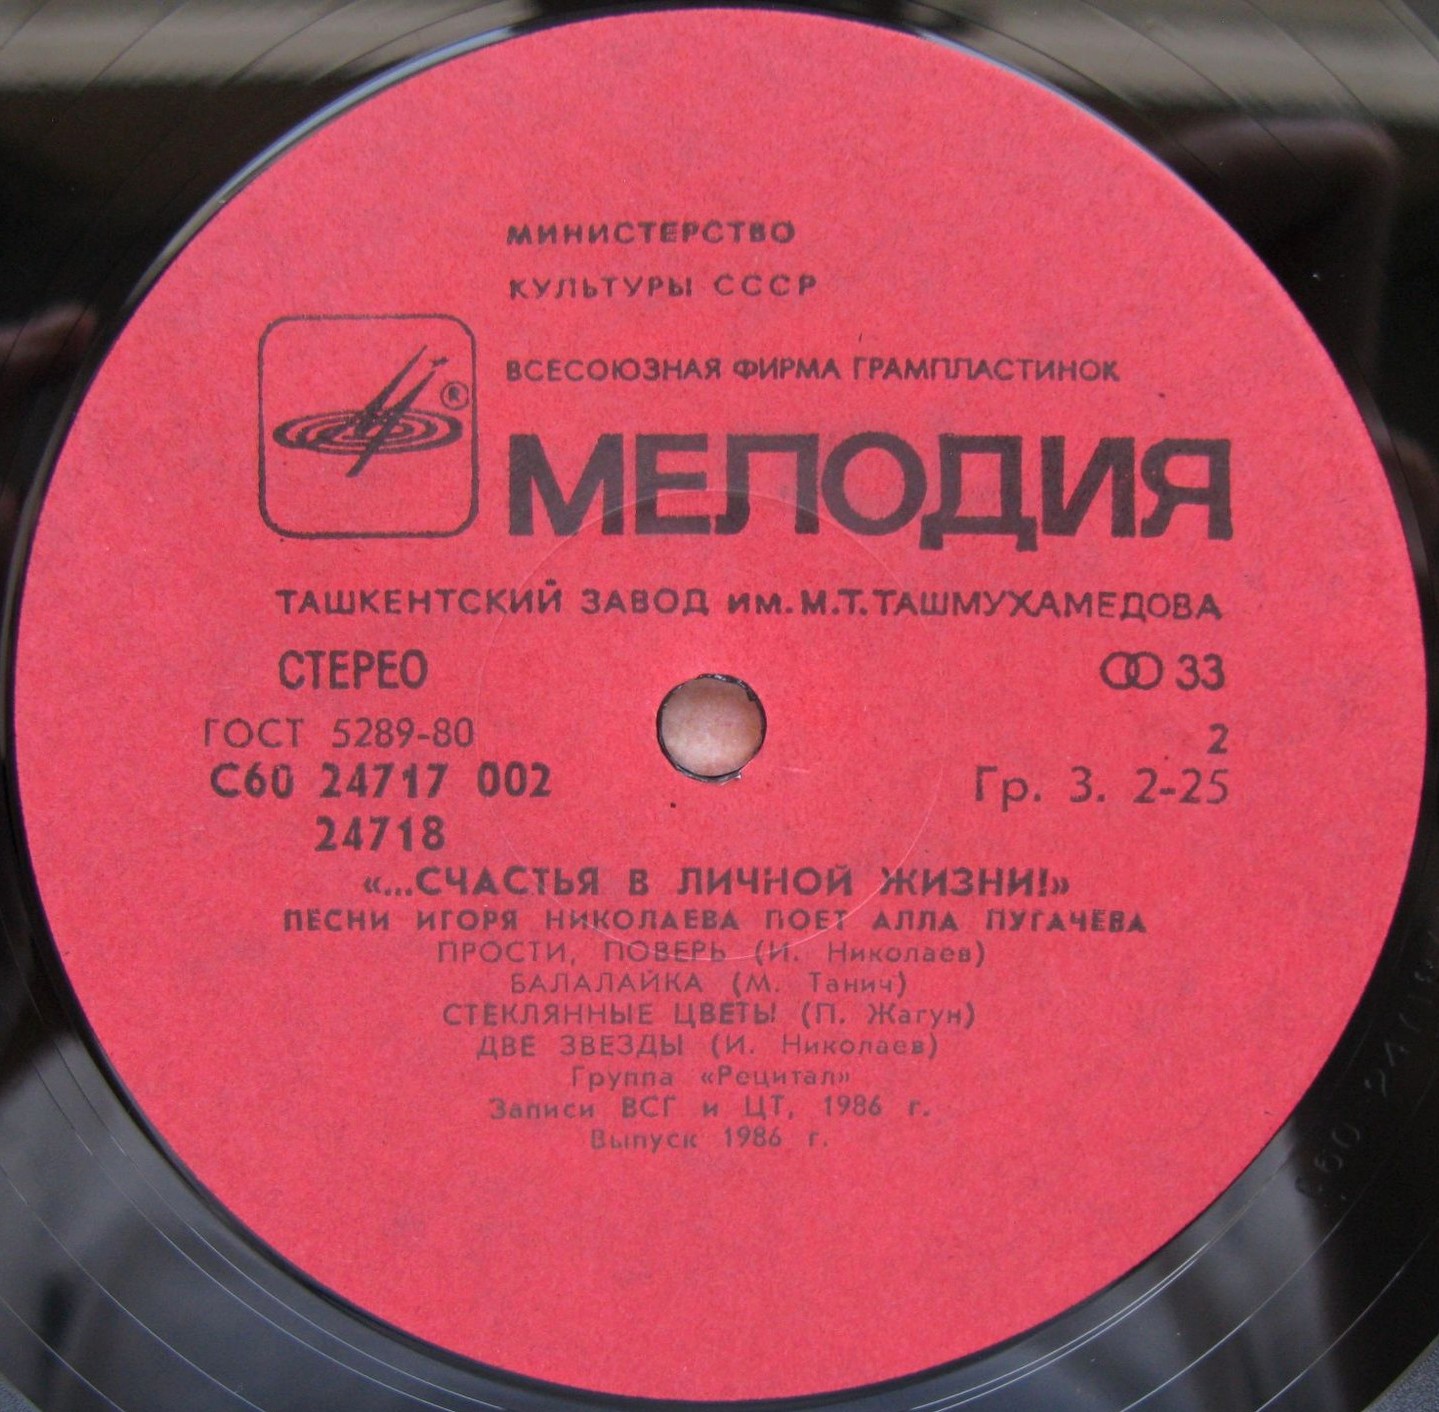 МИНИСТЕРСТВО
КУЛЬТУРЫ СССР
ВСЕСОЮЗНАЯ ФИРМА ГРАМПЛАСТИНОК
®
МЕЛОДИЯ
ТАШКЕНТСКИЙ ЗАВОД им. М.Т. ТАШМУХАМЕДОВА
СТЕРЕО 33
ГОСТ 5289-80 2
С60 24717 002 Гр. 3. 2-25
24718
«...СЧАСТЬЯ В ЛИЧНОЙ ЖИЗНИ!»
ПЕСНИ ИГОРЯ НИКОЛАЕВА ПОЕТ АЛЛА ПУГАЧЕВА
ПРОСТИ, ПОВЕРЬ (И. Николаев)
БАЛАЛАЙКА (М. Танич)
СТЕКЛЯННЫЕ ЦВЕТЫ (П. Жагун)
ДВЕ ЗВЕЗДЫ (И. Николаев)
Группа «Рецитал»
Записи ВСГ и ЦТ, 1986 г.
Выпуск 1986 г.